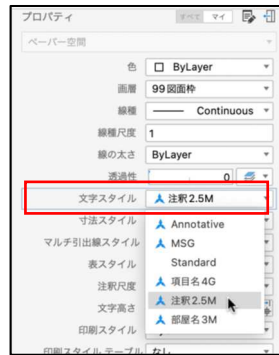 プロパティ すべて マイ
ペーパー空間
色 ByLayer
画層 99図面枠
線種 Continuous
線種尺度 1
線の太さ ByLayer
透過性 0
文字スタイル 注釈2.5M
寸法スタイル Annotative
マルチ引出線スタイル MSG
表スタイル Standard
注釈尺度 項目名4G
文字高さ 注釈2.5M
印刷スタイル 部屋名3M
印刷スタイル テーブル なし